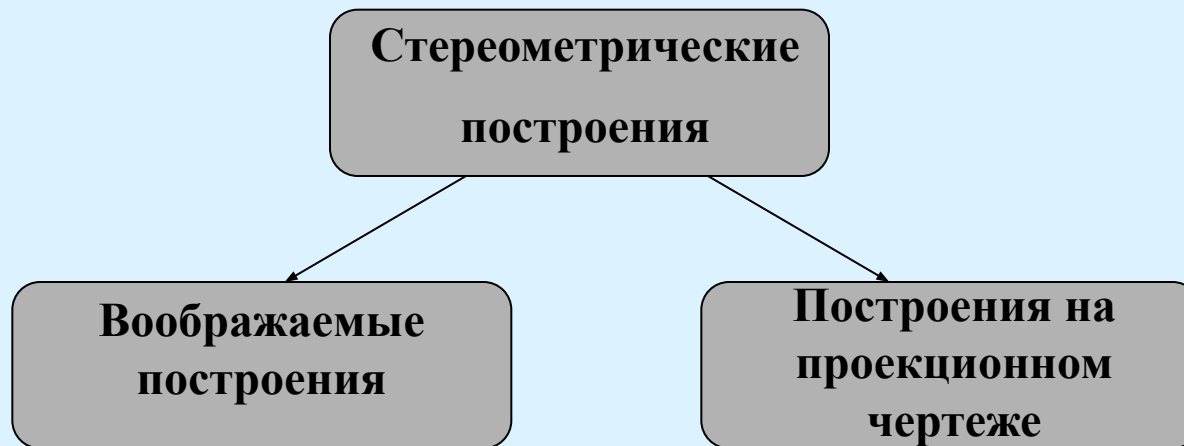 Стереометрические
построения
Воображаемые
построения
Построения на
проекционном
чертеже